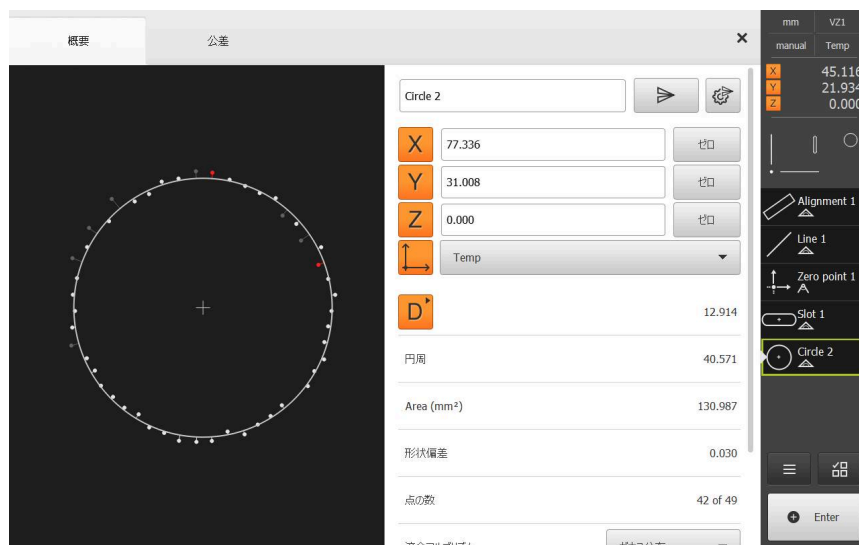 概要
公差
Circle 2
X
77.336
ゼロ
Y
31.008
ゼロ
Z
0.000
ゼロ
Temp
D
12.914
円周
40.571
Area (mm²)
130.987
形状偏差
0.030
点の数
42 of 49
mm
VZ1
manual
Temp
X
45.116
Y
21.934
Z
0.000
Alignment 1
Line 1
Zero point 1
Slot 1
Circle 2
Enter